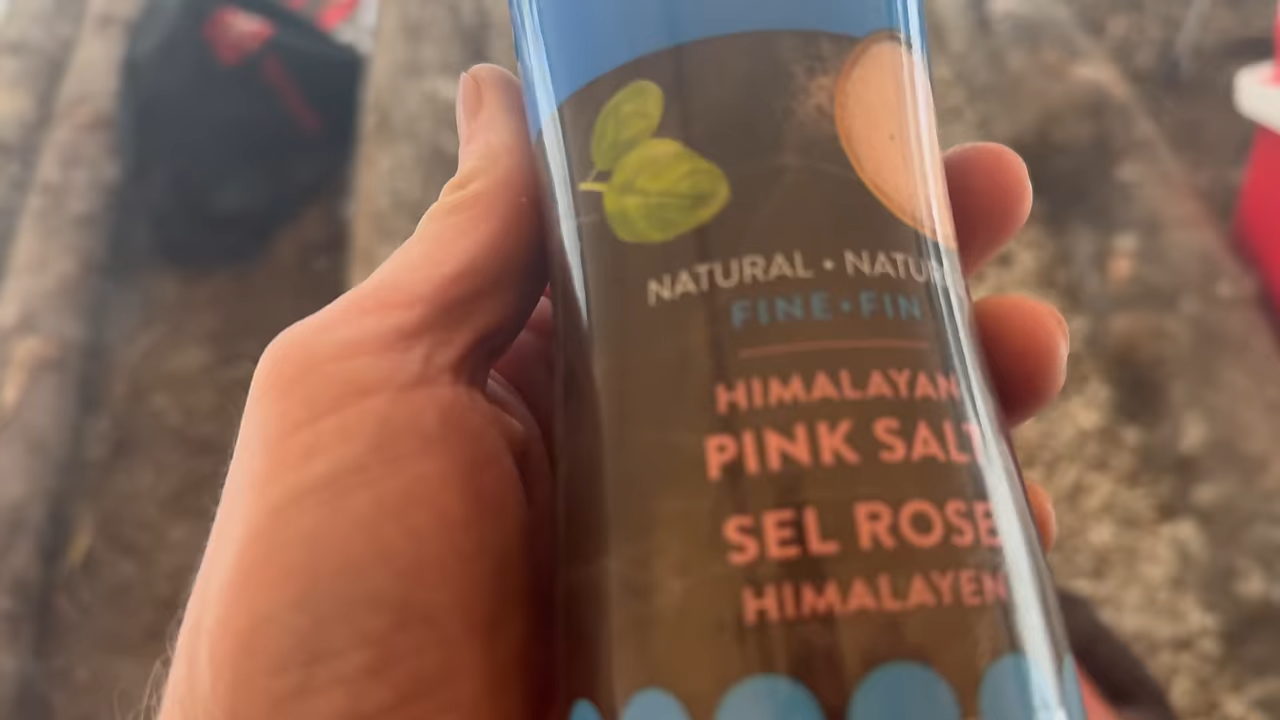 NATURAL • NATU
FINE • FIN
HIMALAYAN
PINK SALT
SEL ROSE
HIMALAYEN